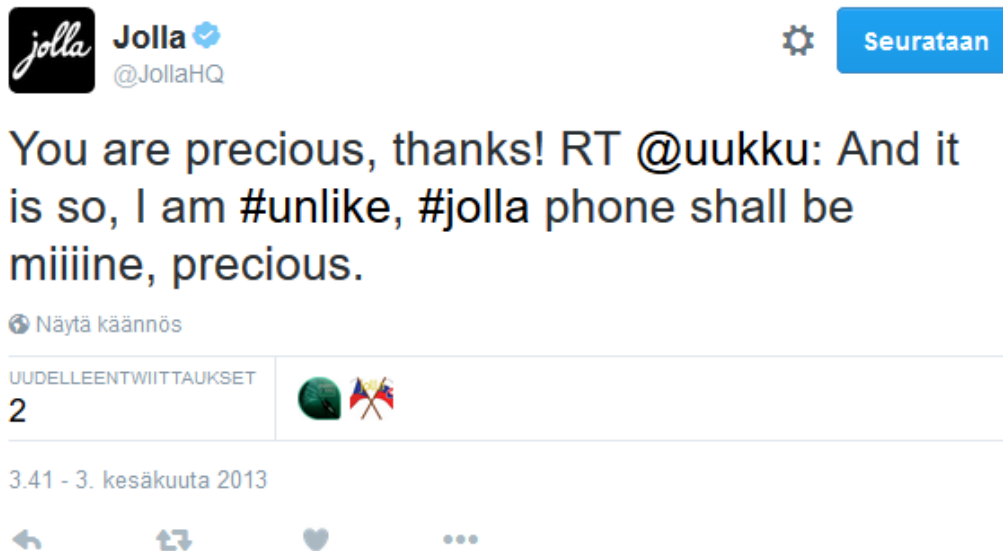 jolla
Jolla
@JollaHQ
Seurataan
You are precious, thanks! RT @uukku: And it
is so, I am #unlike, #jolla phone shall be
miiiine, precious.
Näytä käännös
UUDELLEENTWIITTAUKSET
2
3.41 - 3. kesäkuuta 2013